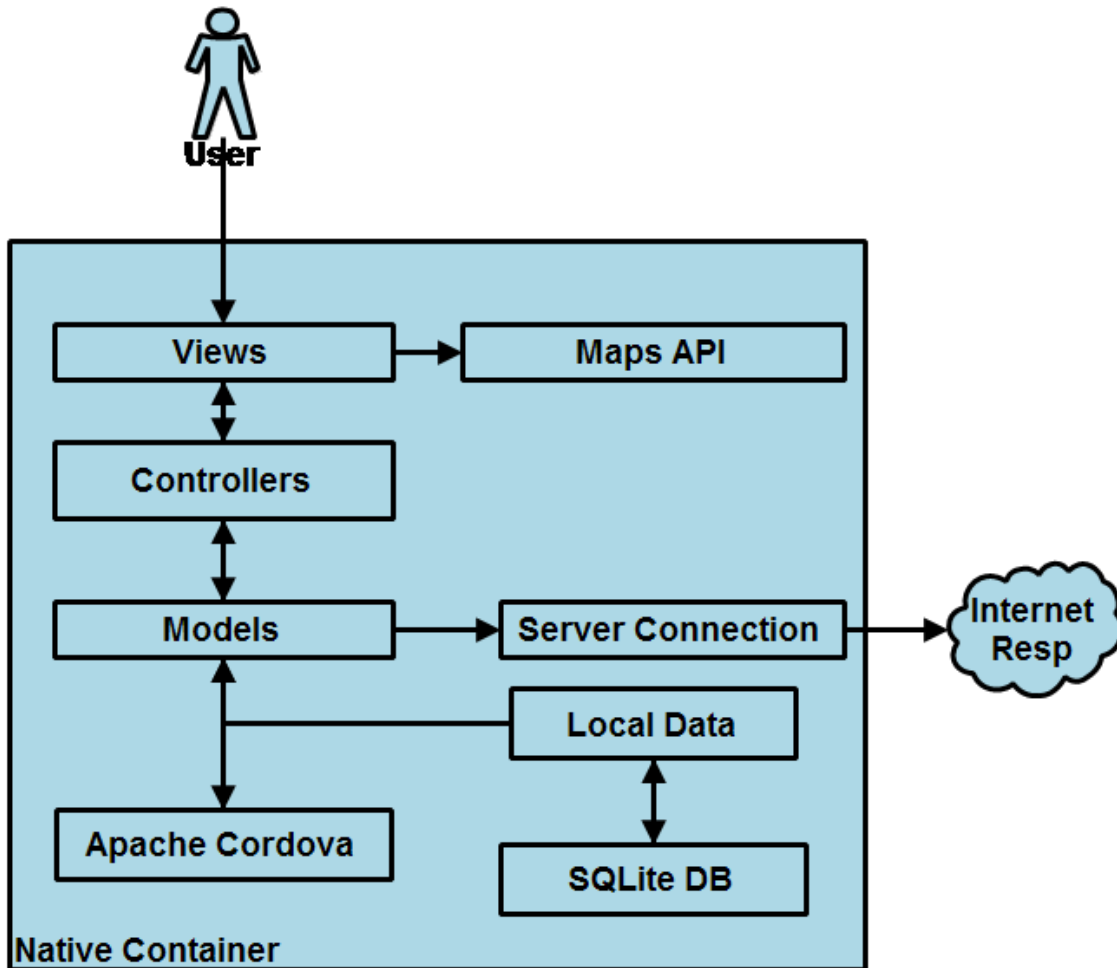 User
Views
Maps API
Controllers
Models
Server Connection
Internet
Resp
Local Data
Apache Cordova
SQLite DB
Native Container